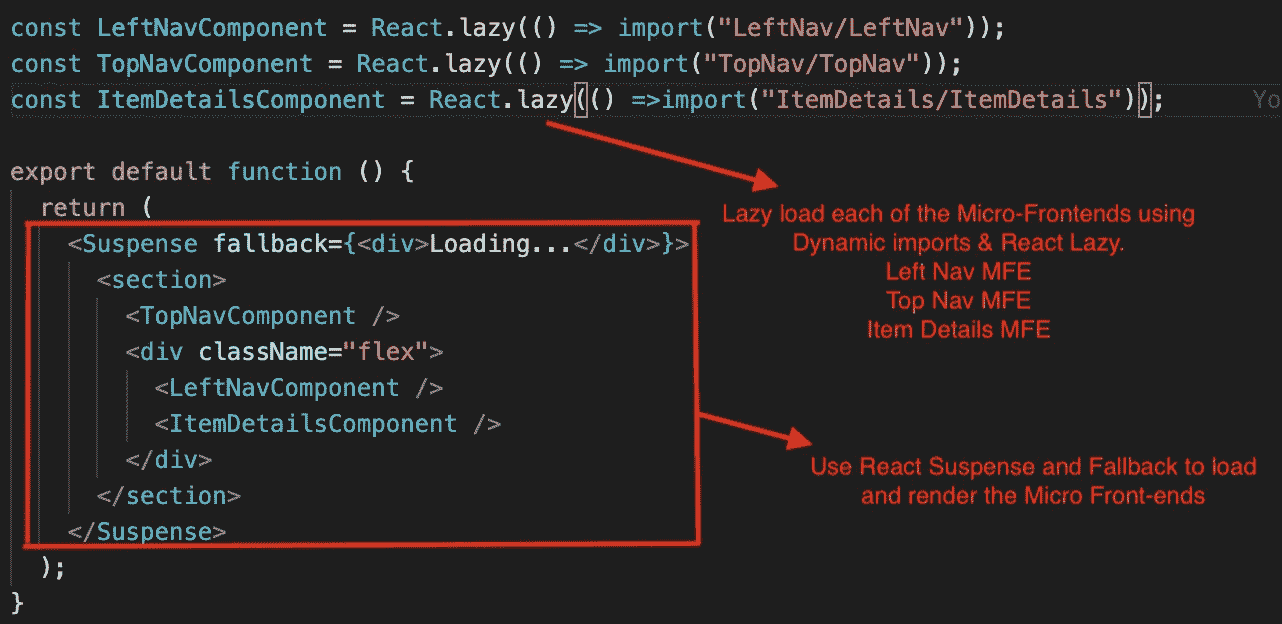 const LeftNavComponent = React.lazy(() => import("LeftNav/LeftNav"));
const TopNavComponent = React.lazy(() => import("TopNav/TopNav"));
const ItemDetailsComponent = React.lazy(() =>import("ItemDetails/ItemDetails")); Yo
export default function () {
return (
<Suspense fallback={<div>Loading...</div>}>
<section>
<TopNavComponent />
<div className="flex">
<LeftNavComponent />
<ItemDetailsComponent />
</div>
</section>
</Suspense>
);
}
Lazy load each of the Micro-Frontends using
Dynamic imports & React Lazy.
Left Nav MFE
Top Nav MFE
Item Details MFE
Use React Suspense and Fallback to load
and render the Micro Front-ends